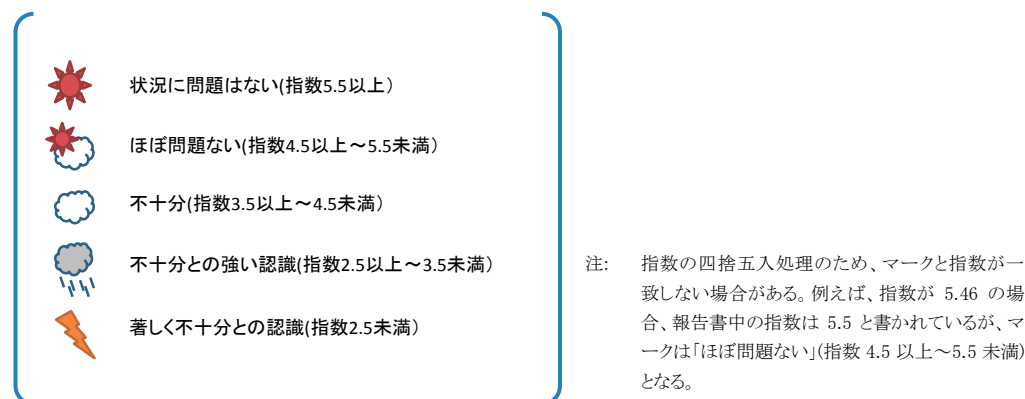 状況に問題はない(指数5.5以上）
ほぼ問題ない(指数4.5以上～5.5未満）
不十分(指数3.5以上～4.5未満）
不十分との強い認識(指数2.5以上～3.5未満）
著しく不十分との認識(指数2.5未満）
注: 指数の四捨五入処理のため、マークと指数が一
致しない場合がある。例えば、指数が 5.46 の場
合、報告書中の指数は 5.5 と書かれているが、マ
ークは「ほぼ問題ない」(指数 4.5 以上～5.5 未満)
となる。